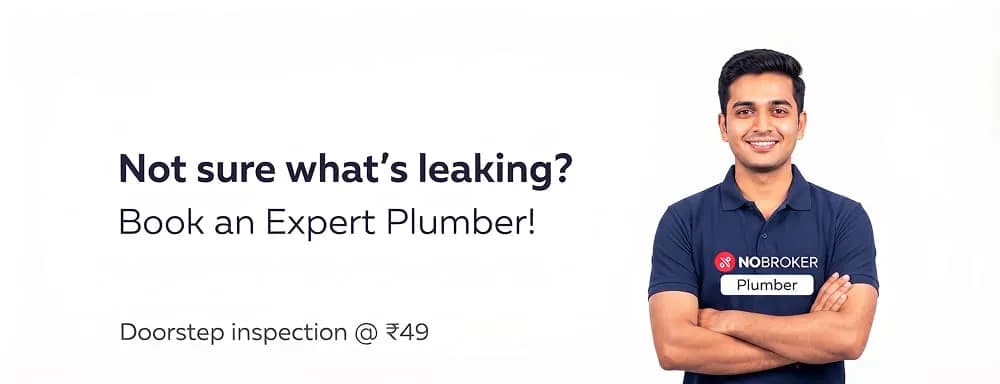 Not sure what's leaking?
Book an Expert Plumber!
Doorstep inspection @ ₹49
NOBROKER
Plumber